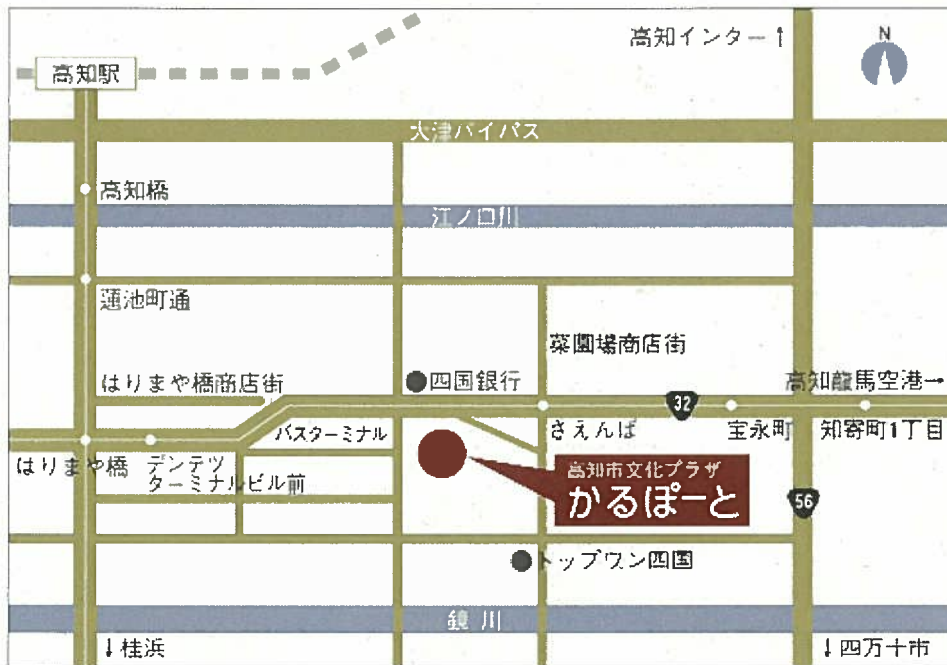 高知インター↑
N
高知駅
大津バイパス
高知橋
江ノ口川
蓮池町通
菜園場商店街
はりまや橋商店街
四国銀行
高知龍馬空港→
32
バスターミナル
さえんば
宝永町
知寄町1丁目
はりまや橋
デンテツ
ターミナルビル前
高知市文化プラザ
かるぽーと
56
トップワン四国
鏡川
↓桂浜
↓四万十市